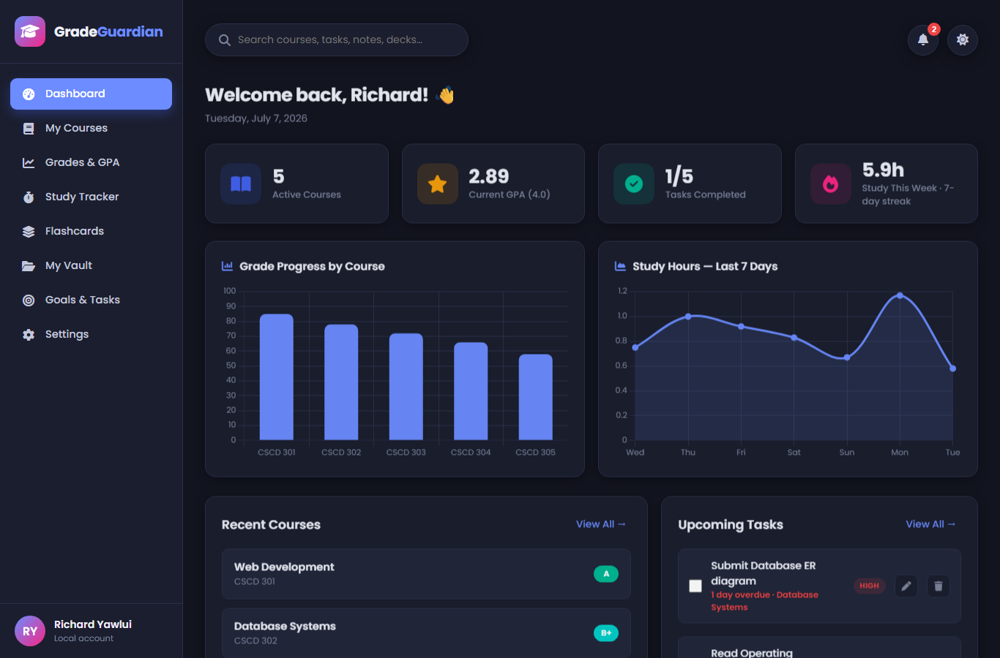 GradeGuardian
Dashboard
My Courses
Grades & GPA
Study Tracker
Flashcards
My Vault
Goals & Tasks
Settings
RY
Richard Yawlui
Local account
Search courses, tasks, notes, decks...
2
Welcome back, Richard! 👋
Tuesday, July 7, 2026
5
Active Courses
2.89
Current GPA (4.0)
1/5
Tasks Completed
5.9h
Study This Week · 7-
day streak
Grade Progress by Course
100
90
80
70
60
50
40
30
20
10
0
CSCD 301
CSCD 302
CSCD 303
CSCD 304
CSCD 305
Study Hours — Last 7 Days
1.2
1.0
0.8
0.6
0.4
0.2
0
Wed
Thu
Fri
Sat
Sun
Mon
Tue
Recent Courses
View All →
Web Development
CSCD 301
A
Database Systems
CSCD 302
B+
Upcoming Tasks
View All →
Submit Database ER
diagram
1 day overdue · Database
Systems
HIGH
Read Operating